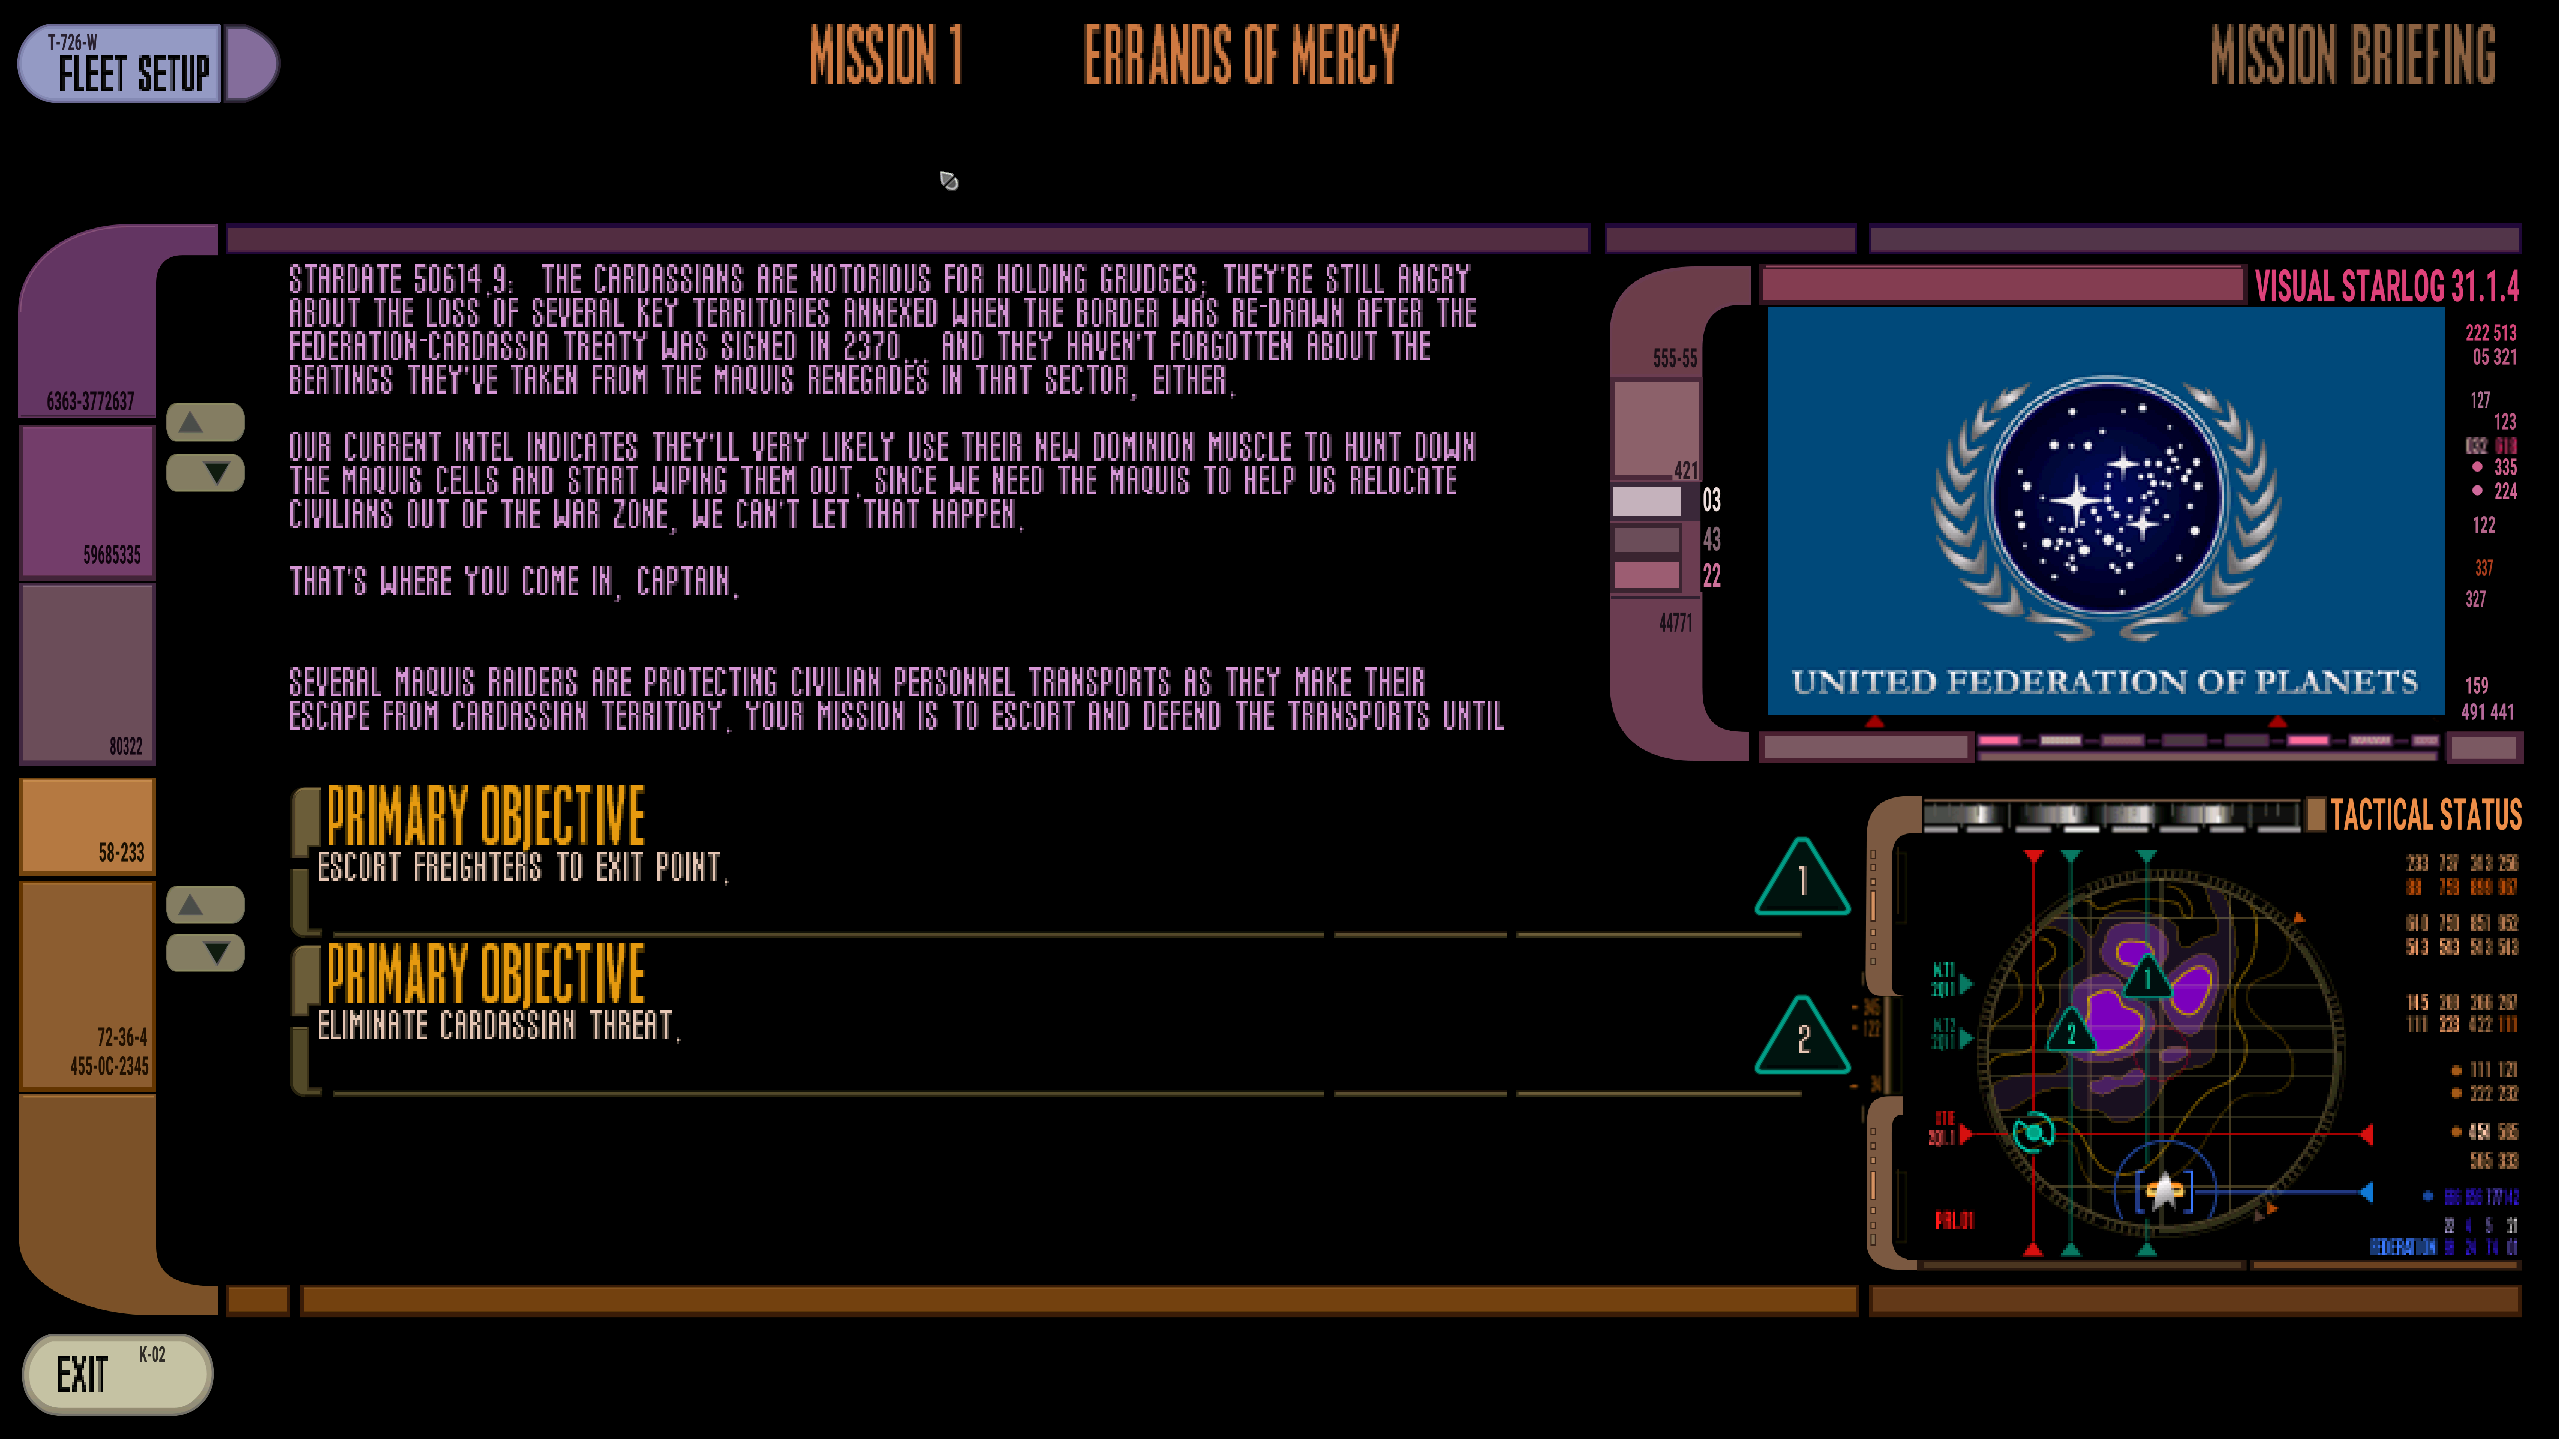 T-726-W
FLEET SETUP
MISSION 1 ERRANDS OF MERCY
MISSION BRIEFING
6363-3772637
59685335
80322
58-233
72-36-4
455-0C-2345
STARDATE 50614.9: THE CARDASSIANS ARE NOTORIOUS FOR HOLDING GRUDGES; THEY'RE STILL ANGRY
ABOUT THE LOSS OF SEVERAL KEY TERRITORIES ANNEXED WHEN THE BORDER WAS RE-DRAWN AFTER THE
FEDERATION-CARDASSIA TREATY WAS SIGNED IN 2370... AND THEY HAVEN'T FORGOTTEN ABOUT THE
BEATINGS THEY'VE TAKEN FROM THE MAQUIS RENEGADES IN THAT SECTOR, EITHER.
OUR CURRENT INTEL INDICATES THEY'LL VERY LIKELY USE THEIR NEW DOMINION MUSCLE TO HUNT DOWN
THE MAQUIS CELLS AND START WIPING THEM OUT. SINCE WE NEED THE MAQUIS TO HELP US RELOCATE
CIVILIANS OUT OF THE WAR ZONE, WE CAN'T LET THAT HAPPEN.
THAT'S WHERE YOU COME IN, CAPTAIN.
SEVERAL MAQUIS RAIDERS ARE PROTECTING CIVILIAN PERSONNEL TRANSPORTS AS THEY MAKE THEIR
ESCAPE FROM CARDASSIAN TERRITORY. YOUR MISSION IS TO ESCORT AND DEFEND THE TRANSPORTS UNTIL
PRIMARY OBJECTIVE
ESCORT FREIGHTERS TO EXIT POINT.
1
PRIMARY OBJECTIVE
ELIMINATE CARDASSIAN THREAT.
2
VISUAL STARLOG 31.1.4
555-55
421
03
43
22
44771
UNITED FEDERATION OF PLANETS
222 513
05 321
127
123
335
224
122
337
327
159
491 441
TACTICAL STATUS
1
2
111 121
222 232
454 565
FEDERATION
EXIT
K-02